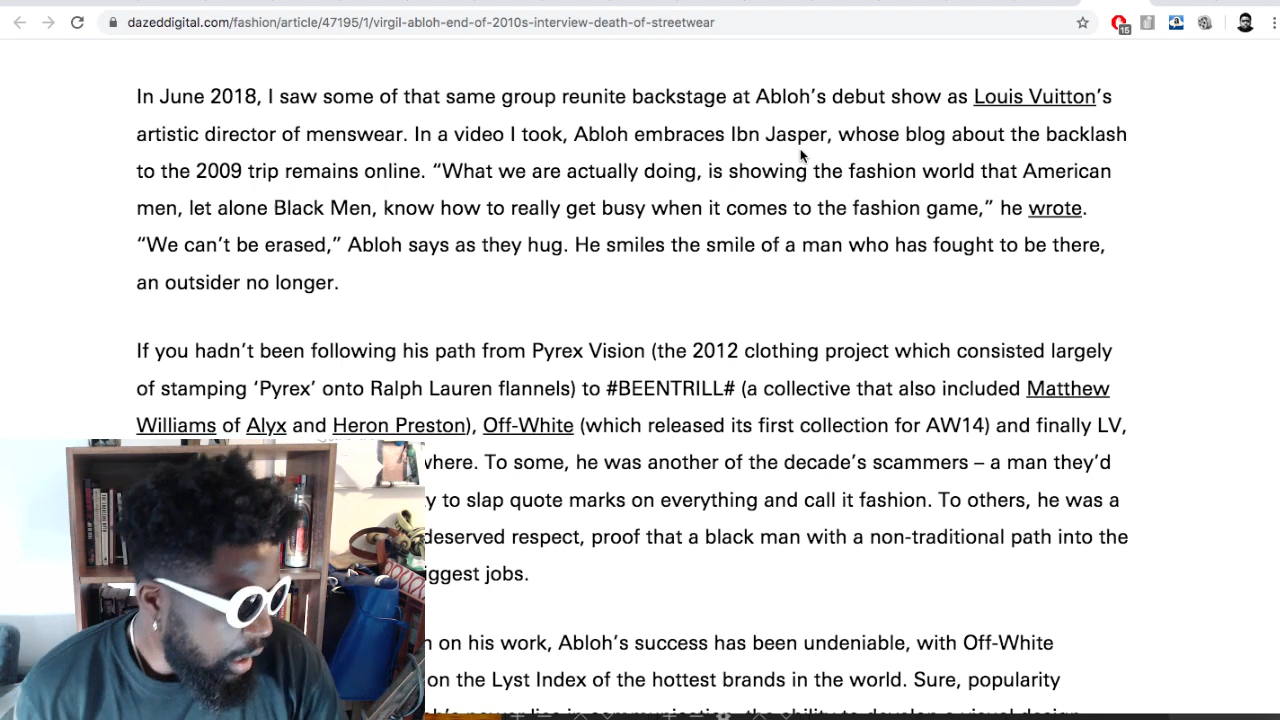 dazeddigital.com/fashion/article/47195/1/virgil-abloh-end-of-2010s-interview-death-of-streetwear
15
In June 2018, I saw some of that same group reunite backstage at Abloh’s debut show as Louis Vuitton’s
artistic director of menswear. In a video I took, Abloh embraces Ibn Jasper, whose blog about the backlash
to the 2009 trip remains online. “What we are actually doing, is showing the fashion world that American
men, let alone Black Men, know how to really get busy when it comes to the fashion game,” he wrote.
“We can’t be erased,” Abloh says as they hug. He smiles the smile of a man who has fought to be there,
an outsider no longer.
If you hadn’t been following his path from Pyrex Vision (the 2012 clothing project which consisted largely
of stamping ‘Pyrex’ onto Ralph Lauren flannels) to #BEENTRILL# (a collective that also included Matthew
Williams of Alyx and Heron Preston), Off-White (which released its first collection for AW14) and finally LV,
where. To some, he was another of the decade’s scammers – a man they’d
y to slap quote marks on everything and call it fashion. To others, he was a
deserved respect, proof that a black man with a non-traditional path into the
iggest jobs.
n on his work, Abloh’s success has been undeniable, with Off-White
on the Lyst Index of the hottest brands in the world. Sure, popularity